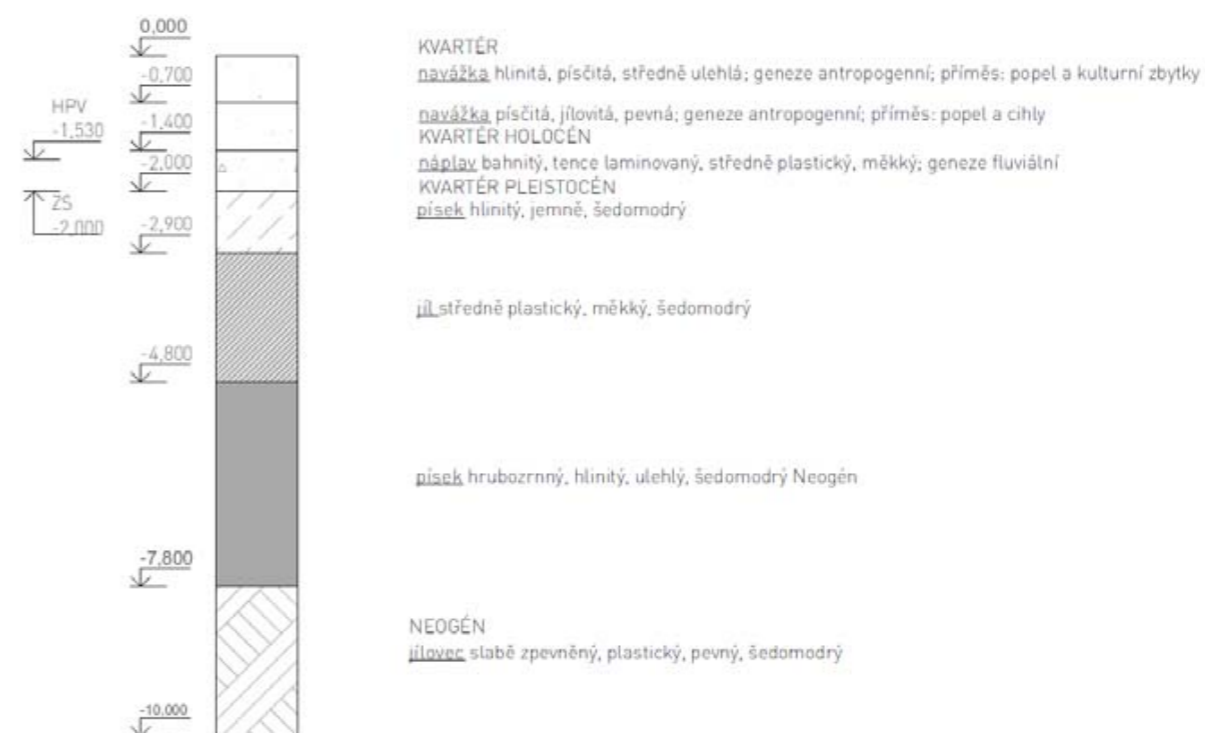 0,000
KVARTÉR
navážka hlinitá, písčitá, středně ulehlá; geneze antropogenní; příměs: popel a kulturní zbytky
-0,700
HPV
-1,530
-1,400
navážka písčitá, jílovitá, pevná; geneze antropogenní; příměs: popel a cihly
KVARTÉR HOLOCÉN
-2,000
náplav bahnitý, tence laminovaný, středně plastický, měkký; geneze fluviální
KVARTÉR PLEISTOCÉN
ZS
-2,000
-2,900
písek hlinitý, jemně, šedomodrý
jíl středně plastický, měkký, šedomodrý
-4,800
písek hrubozrnný, hlinitý, ulehlý, šedomodrý Neogén
-7,800
NEOGÉN
jílovec slabě zpevněný, plastický, pevný, šedomodrý
-10,000